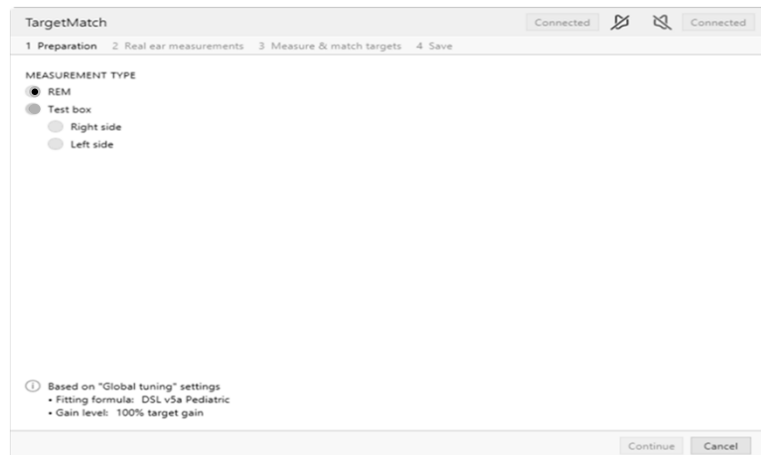 TargetMatch
Connected
Connected
1 Preparation 2 Real ear measurements 3 Measure & match targets 4 Save
MEASUREMENT TYPE
REM
Test box
Right side
Left side
Based on "Global tuning" settings
• Fitting formula: DSL v5a Pediatric
• Gain level: 100% target gain
Continue
Cancel